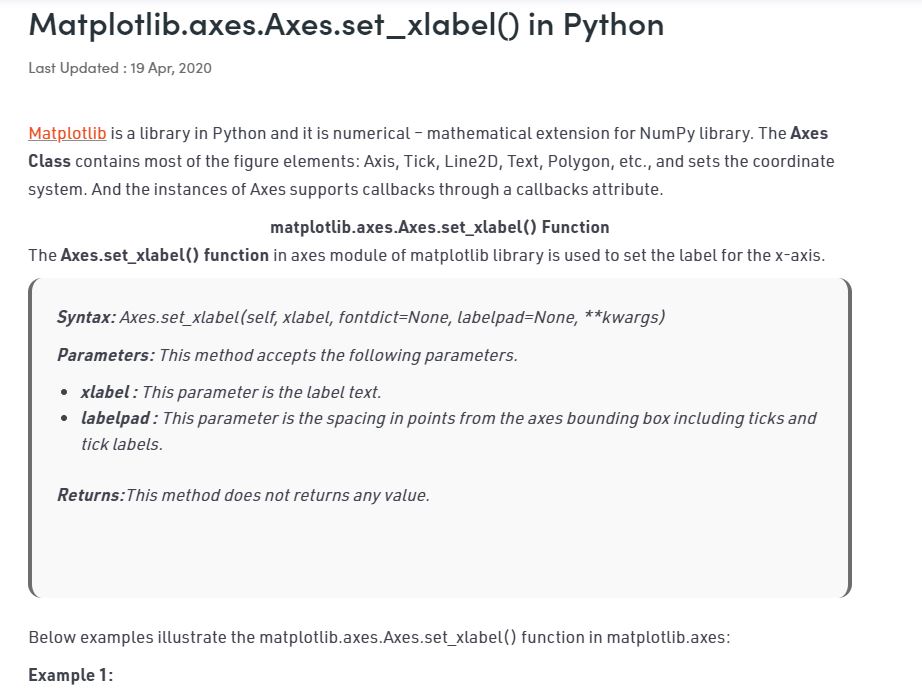 Matplotlib.axes.Axes.set_xlabel() in Python
Last Updated : 19 Apr, 2020
Matplotlib is a library in Python and it is numerical – mathematical extension for NumPy library. The Axes
Class contains most of the figure elements: Axis, Tick, Line2D, Text, Polygon, etc., and sets the coordinate
system. And the instances of Axes supports callbacks through a callbacks attribute.
matplotlib.axes.Axes.set_xlabel() Function
The Axes.set_xlabel() function in axes module of matplotlib library is used to set the label for the x-axis.
Syntax: Axes.set_xlabel(self, xlabel, fontdict=None, labelpad=None, **kwargs)
Parameters: This method accepts the following parameters.
• xlabel : This parameter is the label text.
• labelpad : This parameter is the spacing in points from the axes bounding box including ticks and
tick labels.
Returns:This method does not returns any value.
Below examples illustrate the matplotlib.axes.Axes.set_xlabel() function in matplotlib.axes:
Example 1: